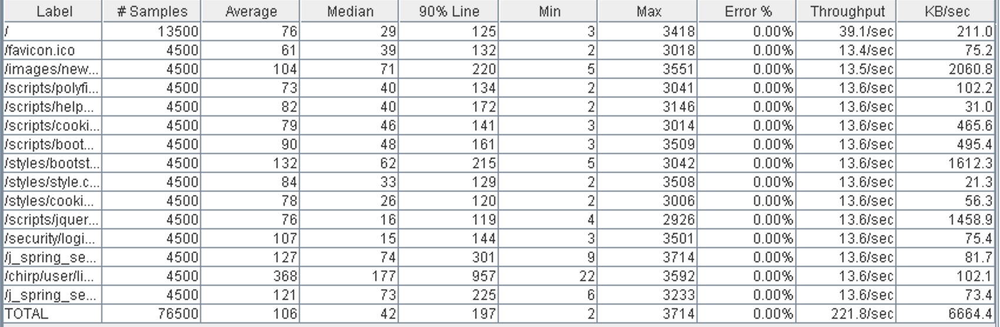 Label # Samples Average Median 90% Line Min Max Error % Throughput KB/sec
/ 13500 76 29 125 3 3418 0.00% 39.1/sec 211.0
/favicon.ico 4500 61 39 132 2 3018 0.00% 13.4/sec 75.2
/images/new... 4500 104 71 220 5 3551 0.00% 13.5/sec 2060.8
/scripts/polyfi... 4500 73 40 134 2 3041 0.00% 13.6/sec 102.2
/scripts/help... 4500 82 40 172 2 3146 0.00% 13.6/sec 31.0
/scripts/cooki... 4500 79 46 141 3 3014 0.00% 13.6/sec 465.6
/scripts/boot... 4500 90 48 161 3 3509 0.00% 13.6/sec 495.4
/styles/bootst... 4500 132 62 215 5 3042 0.00% 13.6/sec 1612.3
/styles/style.c... 4500 84 33 129 2 3508 0.00% 13.6/sec 21.3
/styles/cooki... 4500 78 26 120 2 3006 0.00% 13.6/sec 56.3
/scripts/jquer... 4500 76 16 119 4 2926 0.00% 13.6/sec 1458.9
/security/logi... 4500 107 15 144 3 3501 0.00% 13.6/sec 75.4
/j_spring_se... 4500 127 74 301 9 3714 0.00% 13.6/sec 81.7
/chirp/user/li... 4500 368 177 957 22 3592 0.00% 13.6/sec 102.1
/j_spring_se... 4500 121 73 225 6 3233 0.00% 13.6/sec 73.4
TOTAL 76500 106 42 197 2 3714 0.00% 221.8/sec 6664.4